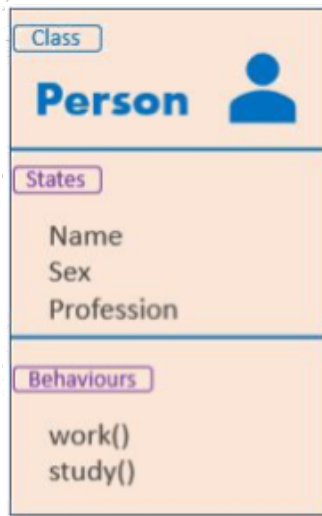 Class
Person
States
Name
Sex
Profession
Behaviours
work()
study()